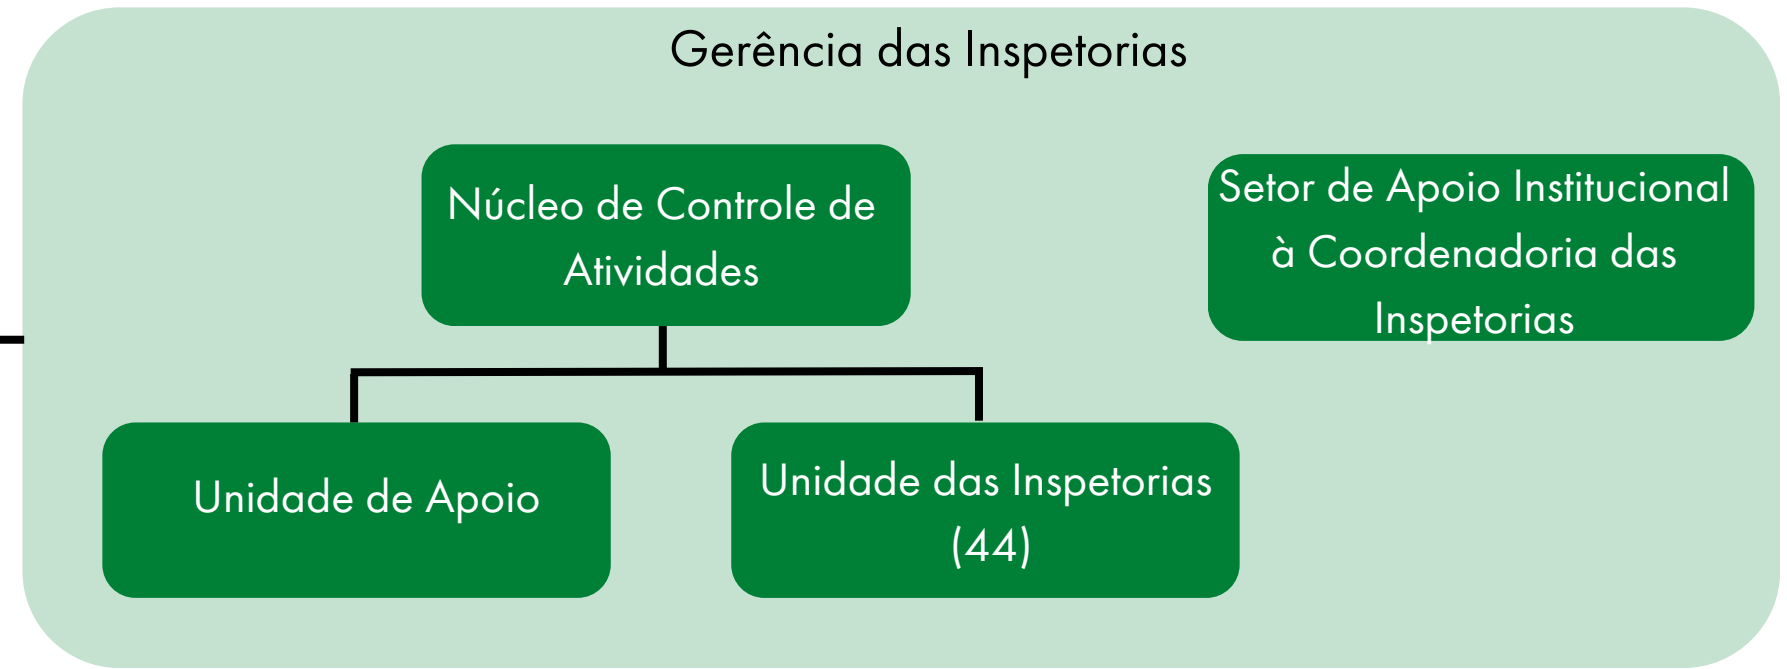 Gerência das Inspetorias
Núcleo de Controle de
Atividades
Setor de Apoio Institucional
à Coordenadoria das
Inspetorias
Unidade de Apoio
Unidade das Inspetorias
(44)